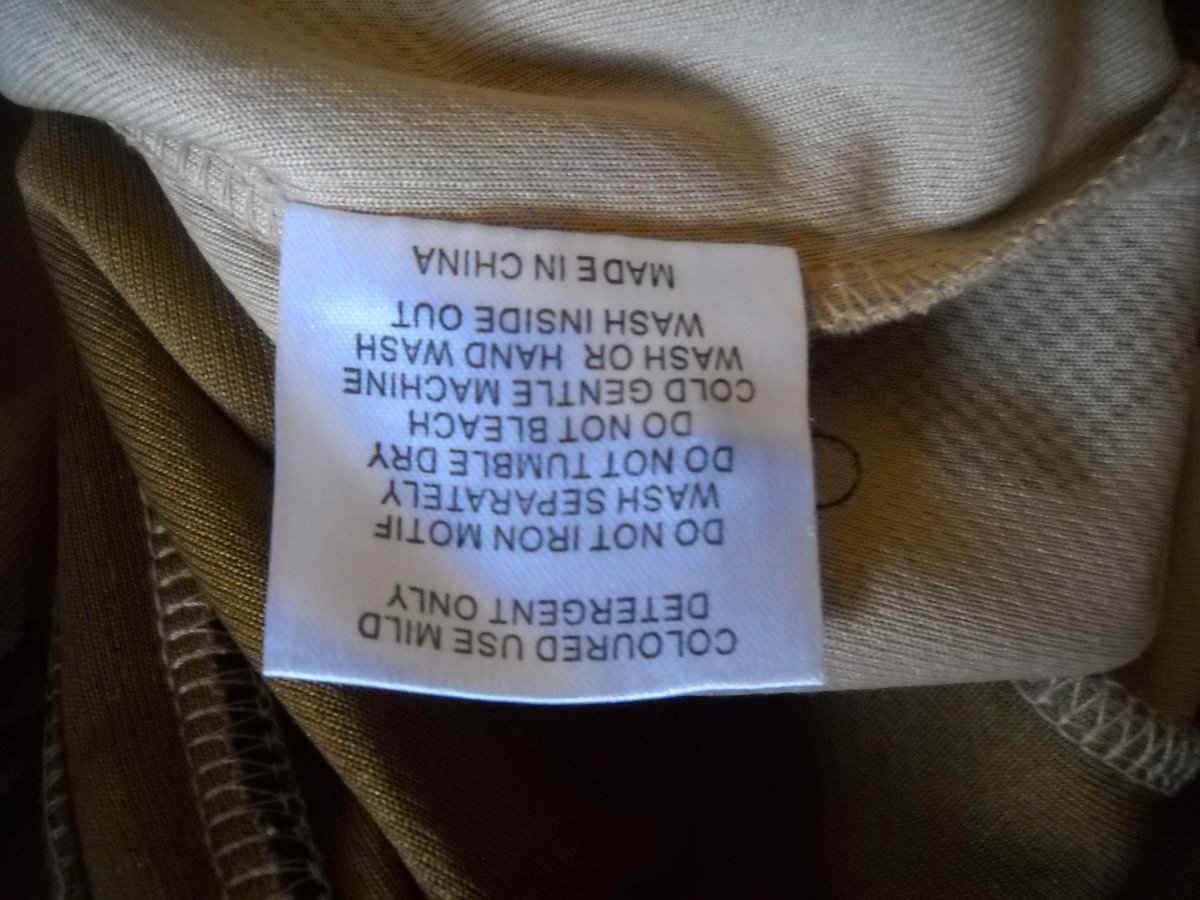 COLOURED USE MILD
DETERGENT ONLY
DO NOT IRON MOTIF
WASH SEPARATELY
DO NOT TUMBLE DRY
DO NOT BLEACH
COLD GENTLE MACHINE
WASH OR HAND WASH
WASH INSIDE OUT
MADE IN CHINA